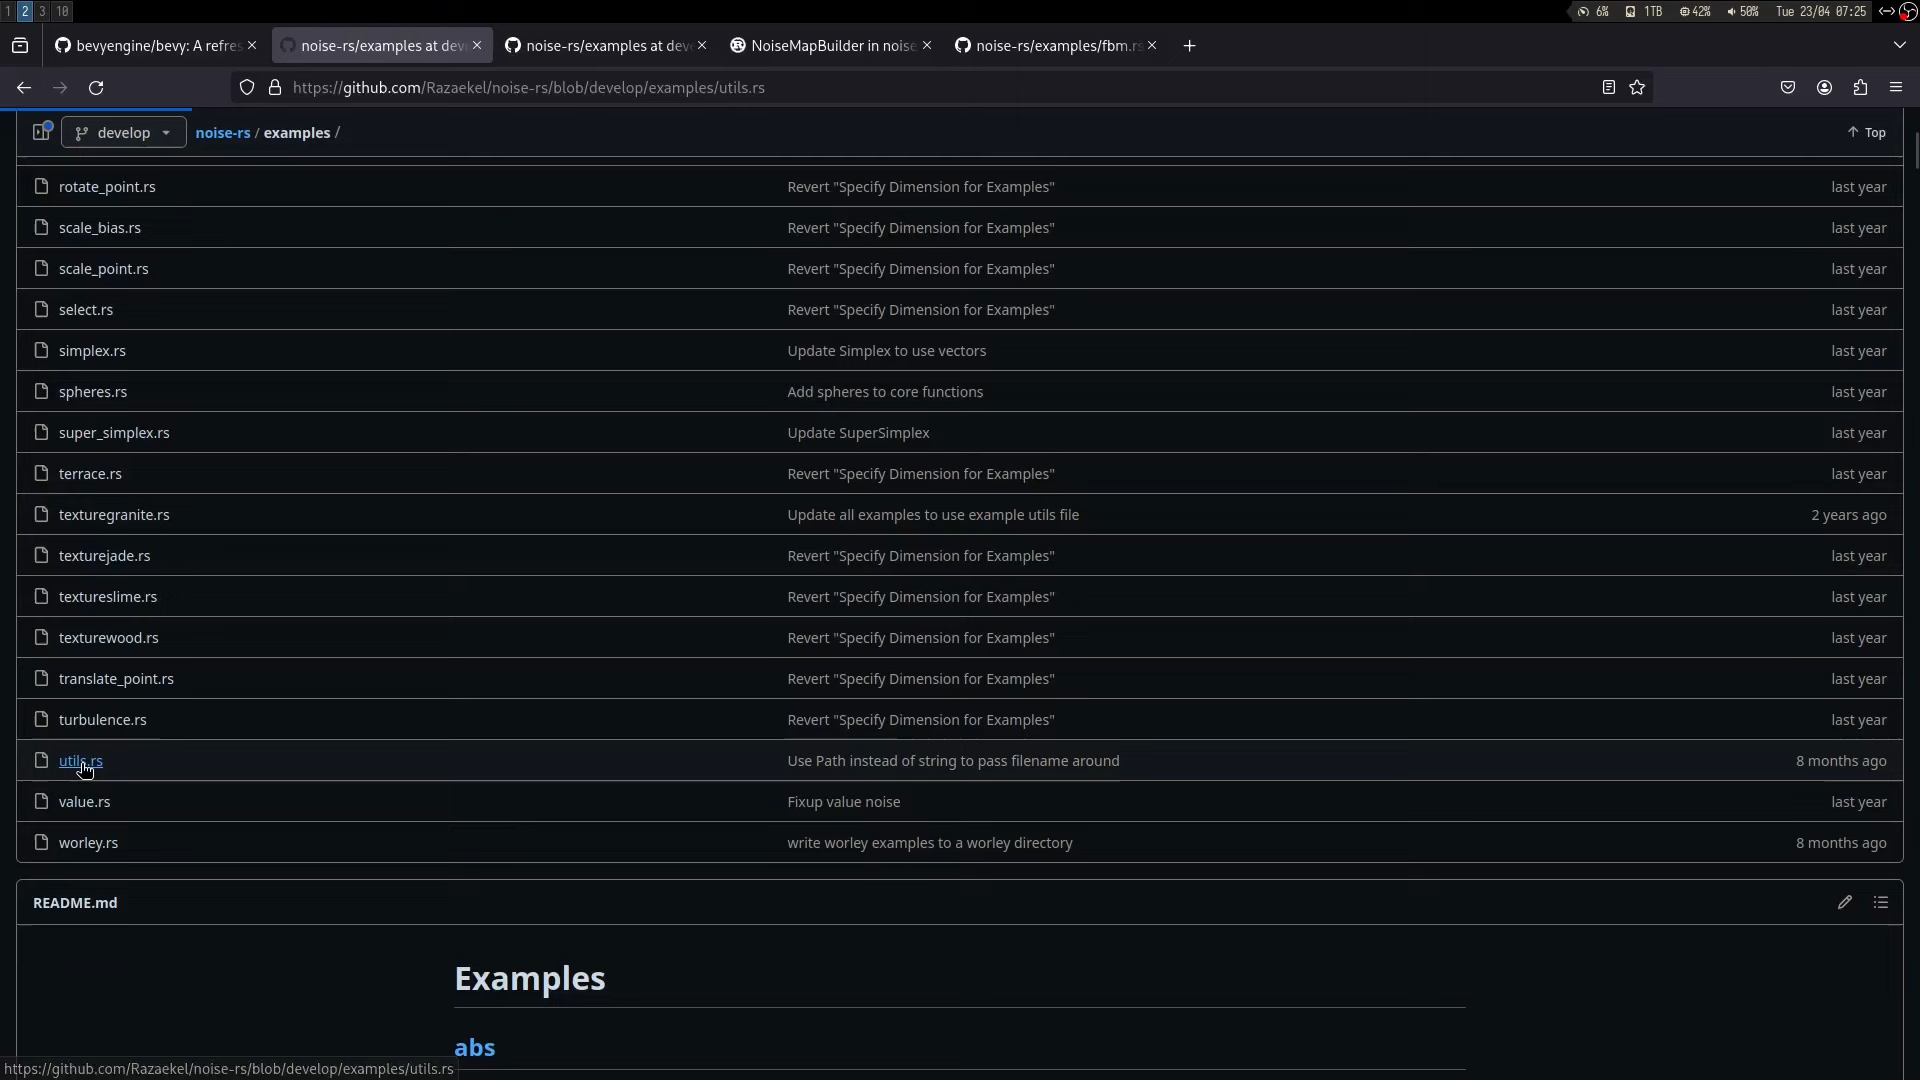 1 2 3 10
6% 1TB 42% 50% Tue 23/04 07:25
bevyengine/bevy: A refres
noise-rs/examples at deve
noise-rs/examples at deve
NoiseMapBuilder in noise
noise-rs/examples/fbm.rs
https://github.com/Razaekel/noise-rs/blob/develop/examples/utils.rs
develop noise-rs / examples / Top
rotate_point.rs Revert "Specify Dimension for Examples" last year
scale_bias.rs Revert "Specify Dimension for Examples" last year
scale_point.rs Revert "Specify Dimension for Examples" last year
select.rs Revert "Specify Dimension for Examples" last year
simplex.rs Update Simplex to use vectors last year
spheres.rs Add spheres to core functions last year
super_simplex.rs Update SuperSimplex last year
terrace.rs Revert "Specify Dimension for Examples" last year
texturegranite.rs Update all examples to use example utils file 2 years ago
texturejade.rs Revert "Specify Dimension for Examples" last year
textureslime.rs Revert "Specify Dimension for Examples" last year
texturewood.rs Revert "Specify Dimension for Examples" last year
translate_point.rs Revert "Specify Dimension for Examples" last year
turbulence.rs Revert "Specify Dimension for Examples" last year
utils.rs Use Path instead of string to pass filename around 8 months ago
value.rs Fixup value noise last year
worley.rs write worley examples to a worley directory 8 months ago
README.md
Examples
abs
https://github.com/Razaekel/noise-rs/blob/develop/examples/utils.rs